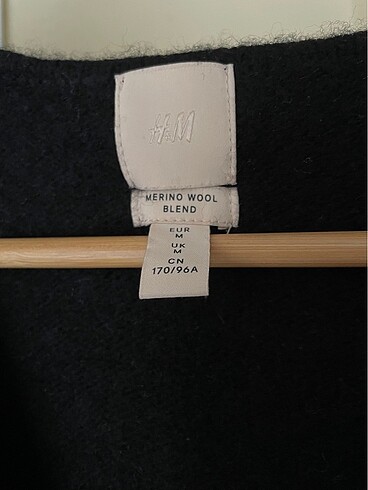 H&M
MERINO WOOL
BLEND
EUR
M
UK
M
CN
170/96A